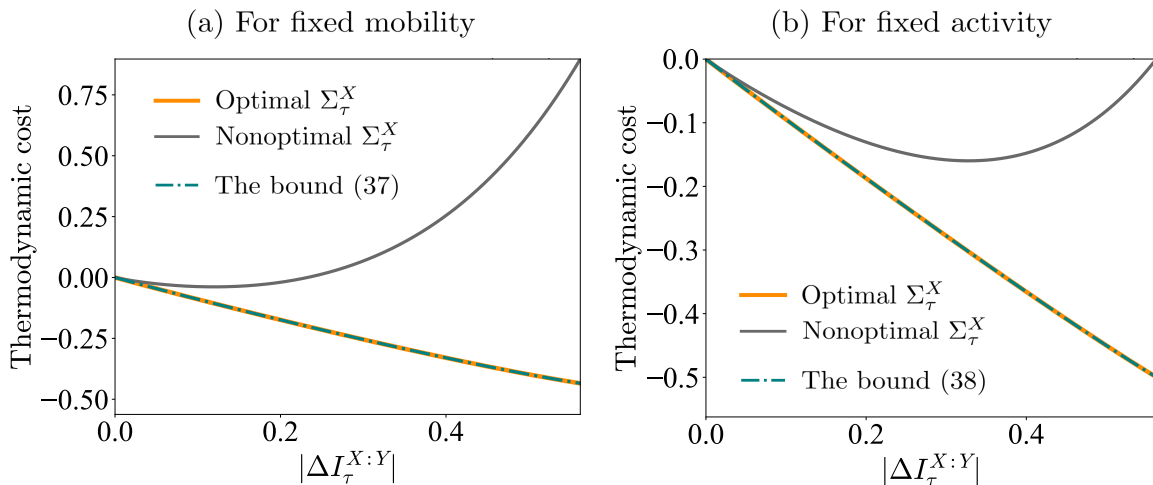 (a) For fixed mobility
Thermodynamic cost
0.75
0.50
0.25
0.00
−0.25
−0.50
Optimal Σ_τ^X
Nonoptimal Σ_τ^X
The bound (37)
0.0
0.2
0.4
|ΔI_τ^{X:Y}|
(b) For fixed activity
Thermodynamic cost
0.0
−0.1
−0.2
−0.3
−0.4
−0.5
Optimal Σ_τ^X
Nonoptimal Σ_τ^X
The bound (38)
0.0
0.2
0.4
|ΔI_τ^{X:Y}|